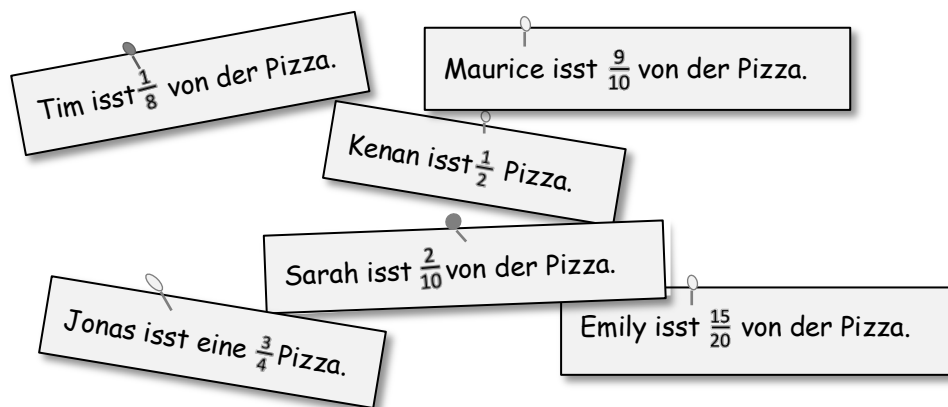 Tim isst 1/8 von der Pizza.
Maurice isst 9/10 von der Pizza.
Kenan isst 1/2 Pizza.
Sarah isst 2/10 von der Pizza.
Jonas isst eine 3/4 Pizza.
Emily isst 15/20 von der Pizza.